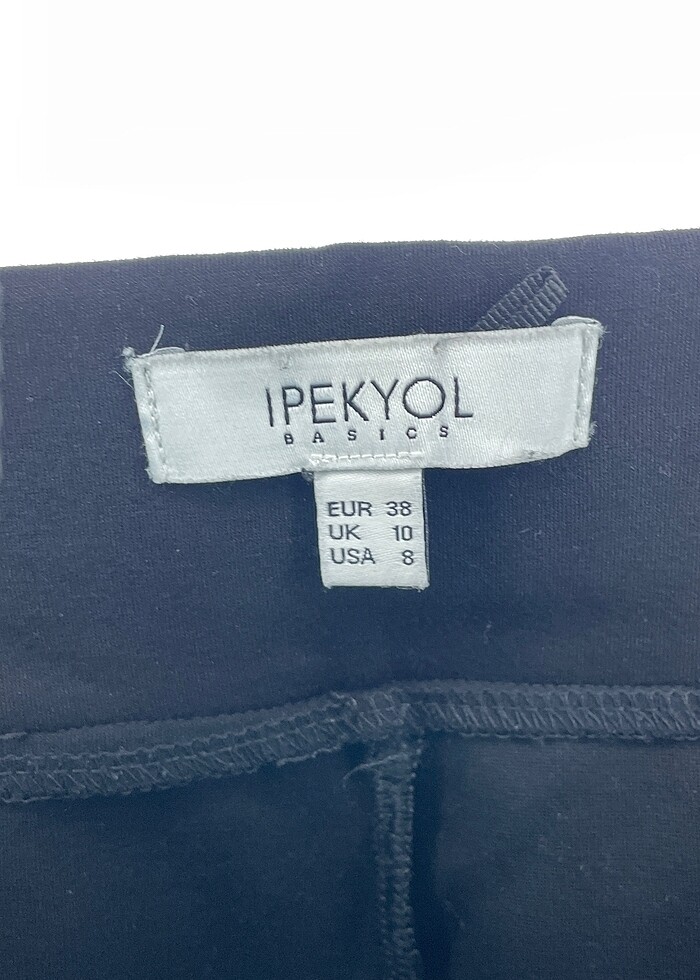 IPEKYOL
BASICS
EUR 38
UK 10
USA 8